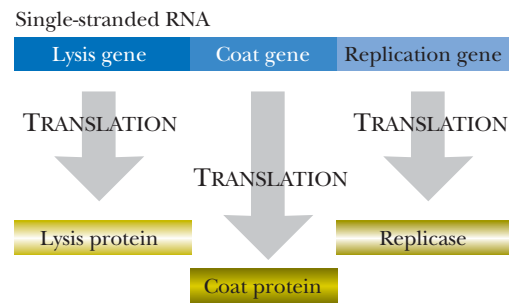 Single-stranded RNA
Lysis gene Coat gene Replication gene
TRANSLATION TRANSLATION
TRANSLATION
Lysis protein Replicase
Coat protein